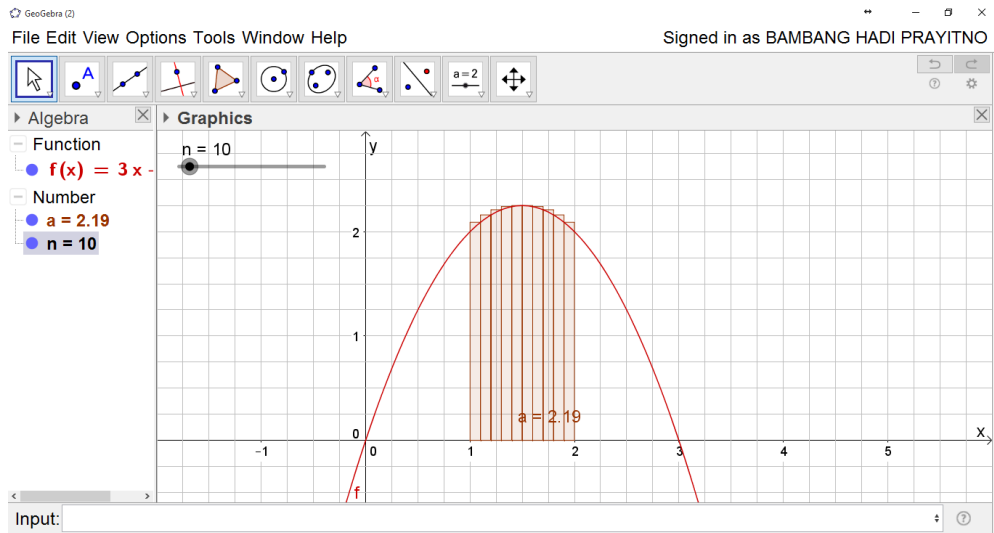 GeoGebra (2)
File Edit View Options Tools Window Help
Signed in as BAMBANG HADI PRAYITNO
A
α
a = 2
Algebra
Graphics
Function
f(x) = 3 x -
Number
a = 2.19
n = 10
n = 10
y
2
1
0
a = 2.19
x
-1
0
1
2
3
4
5
f
Input: